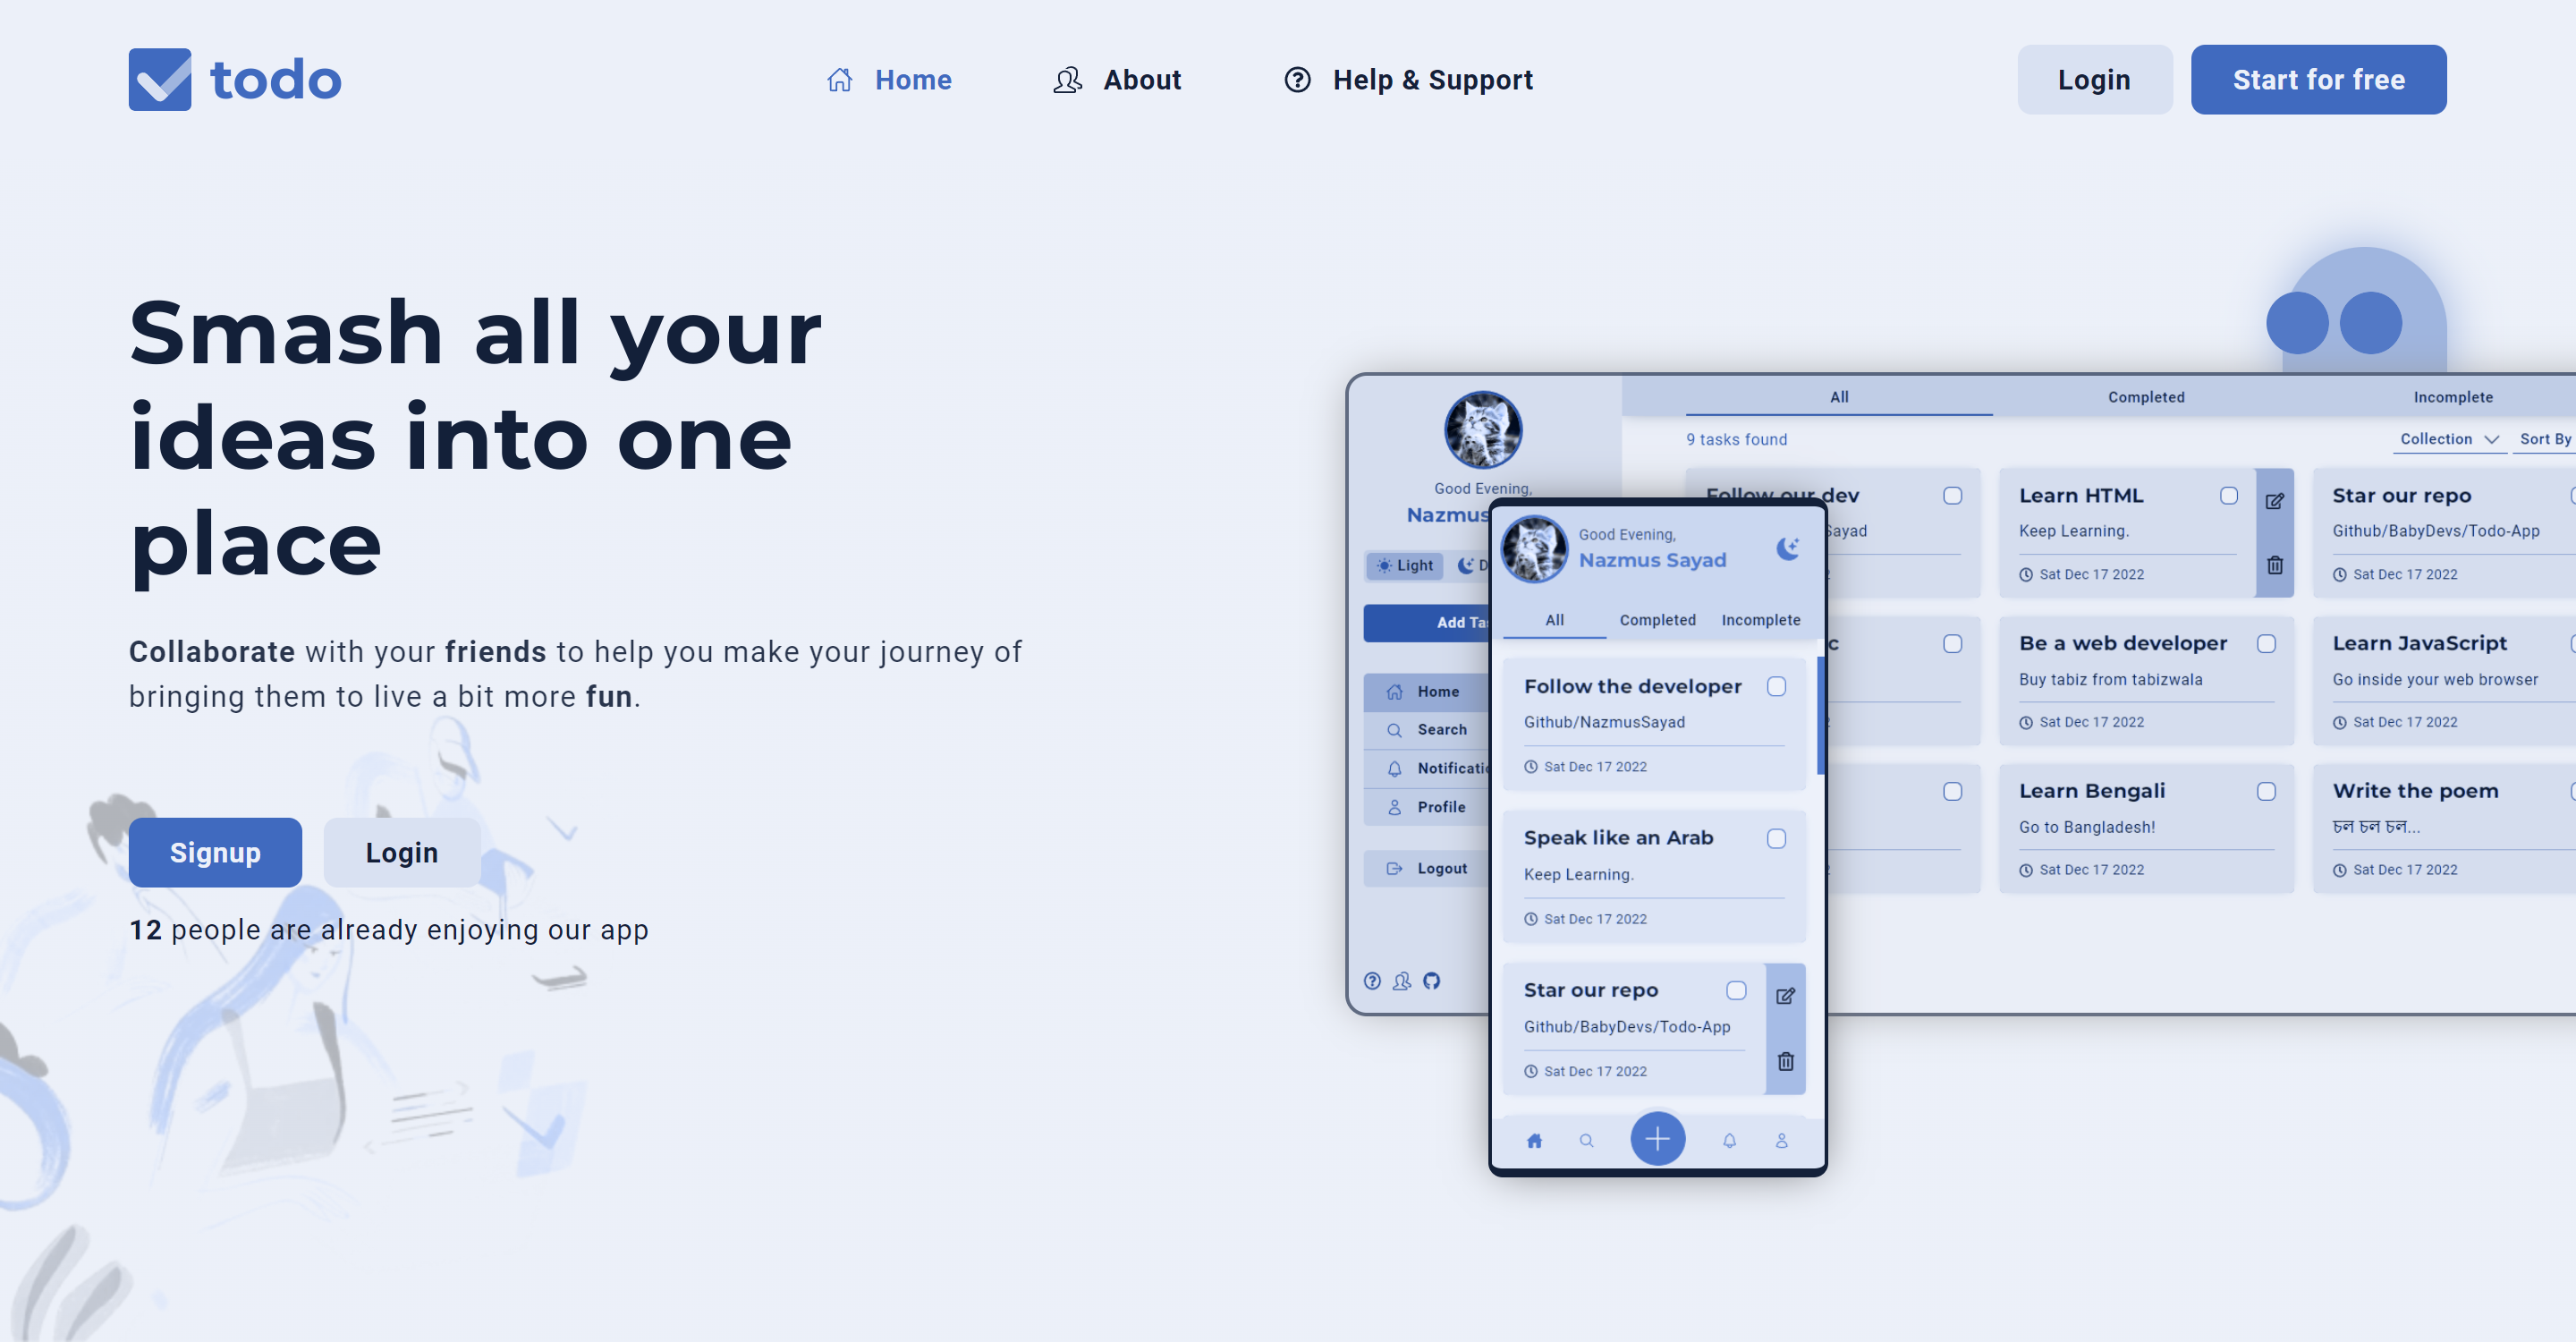 todo
Home
About
Help & Support
Login
Start for free
Smash all your
ideas into one
place
Collaborate with your friends to help you make your journey of
bringing them to live a bit more fun.
Signup
Login
12 people are already enjoying our app
Good Evening,
Nazmus
Light
Home
Search
Profile
Logout
All
Completed
Incomplete
9 tasks found
Collection
Sort By
Follow our dev
Sayad
Learn HTML
Keep Learning.
Sat Dec 17 2022
Star our repo
Github/BabyDevs/Todo-App
Sat Dec 17 2022
Be a web developer
Buy tabiz from tabizwala
Sat Dec 17 2022
Learn JavaScript
Go inside your web browser
Sat Dec 17 2022
Learn Bengali
Go to Bangladesh!
Sat Dec 17 2022
Write the poem
চল চল চল...
Sat Dec 17 2022
Good Evening,
Nazmus Sayad
All
Completed
Incomplete
Follow the developer
Github/NazmusSayad
Sat Dec 17 2022
Speak like an Arab
Keep Learning.
Sat Dec 17 2022
Star our repo
Github/BabyDevs/Todo-App
Sat Dec 17 2022